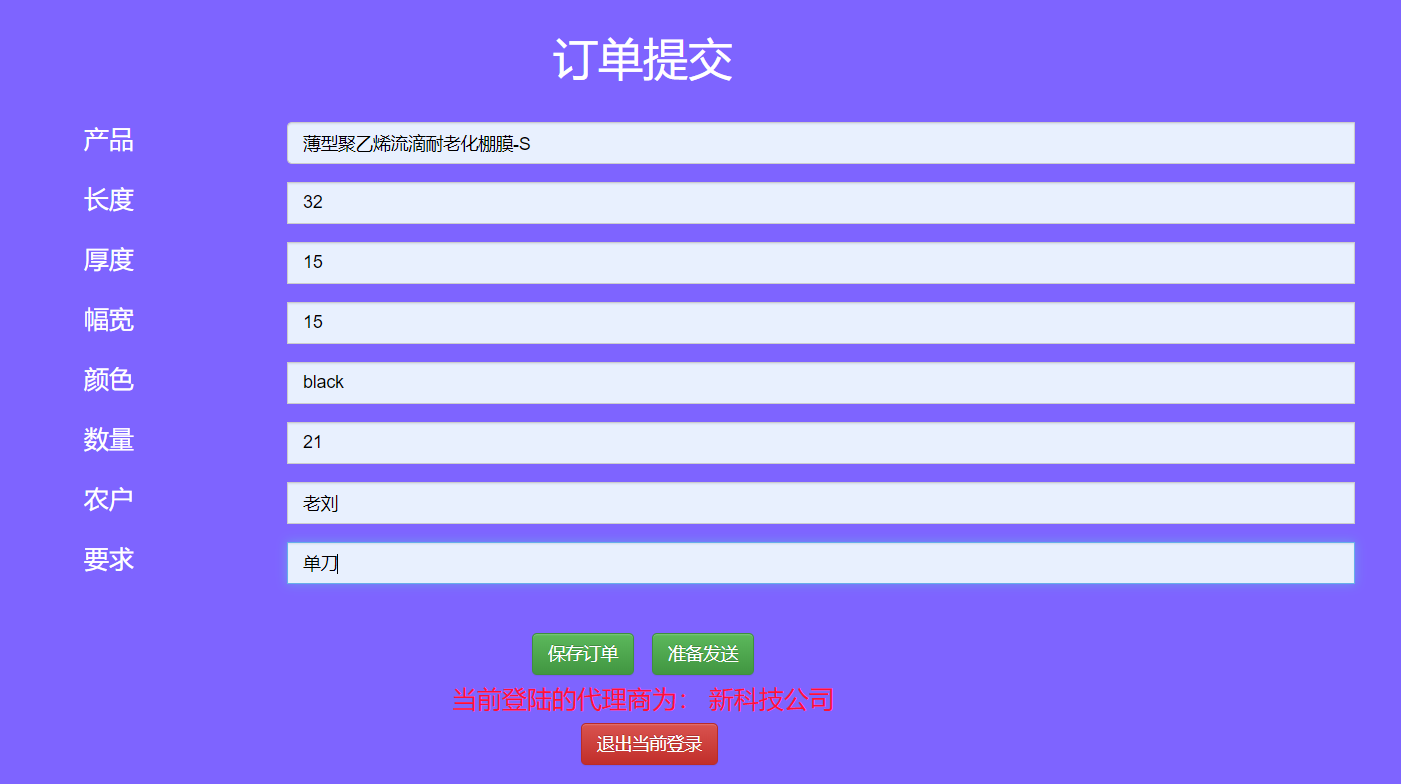 订单提交
产品 薄型聚乙烯流滴耐老化棚膜-S
长度 32
厚度 15
幅宽 15
颜色 black
数量 21
农户 老刘
要求 单刀
保存订单 准备发送
当前登陆的代理商为： 新科技公司
退出当前登录